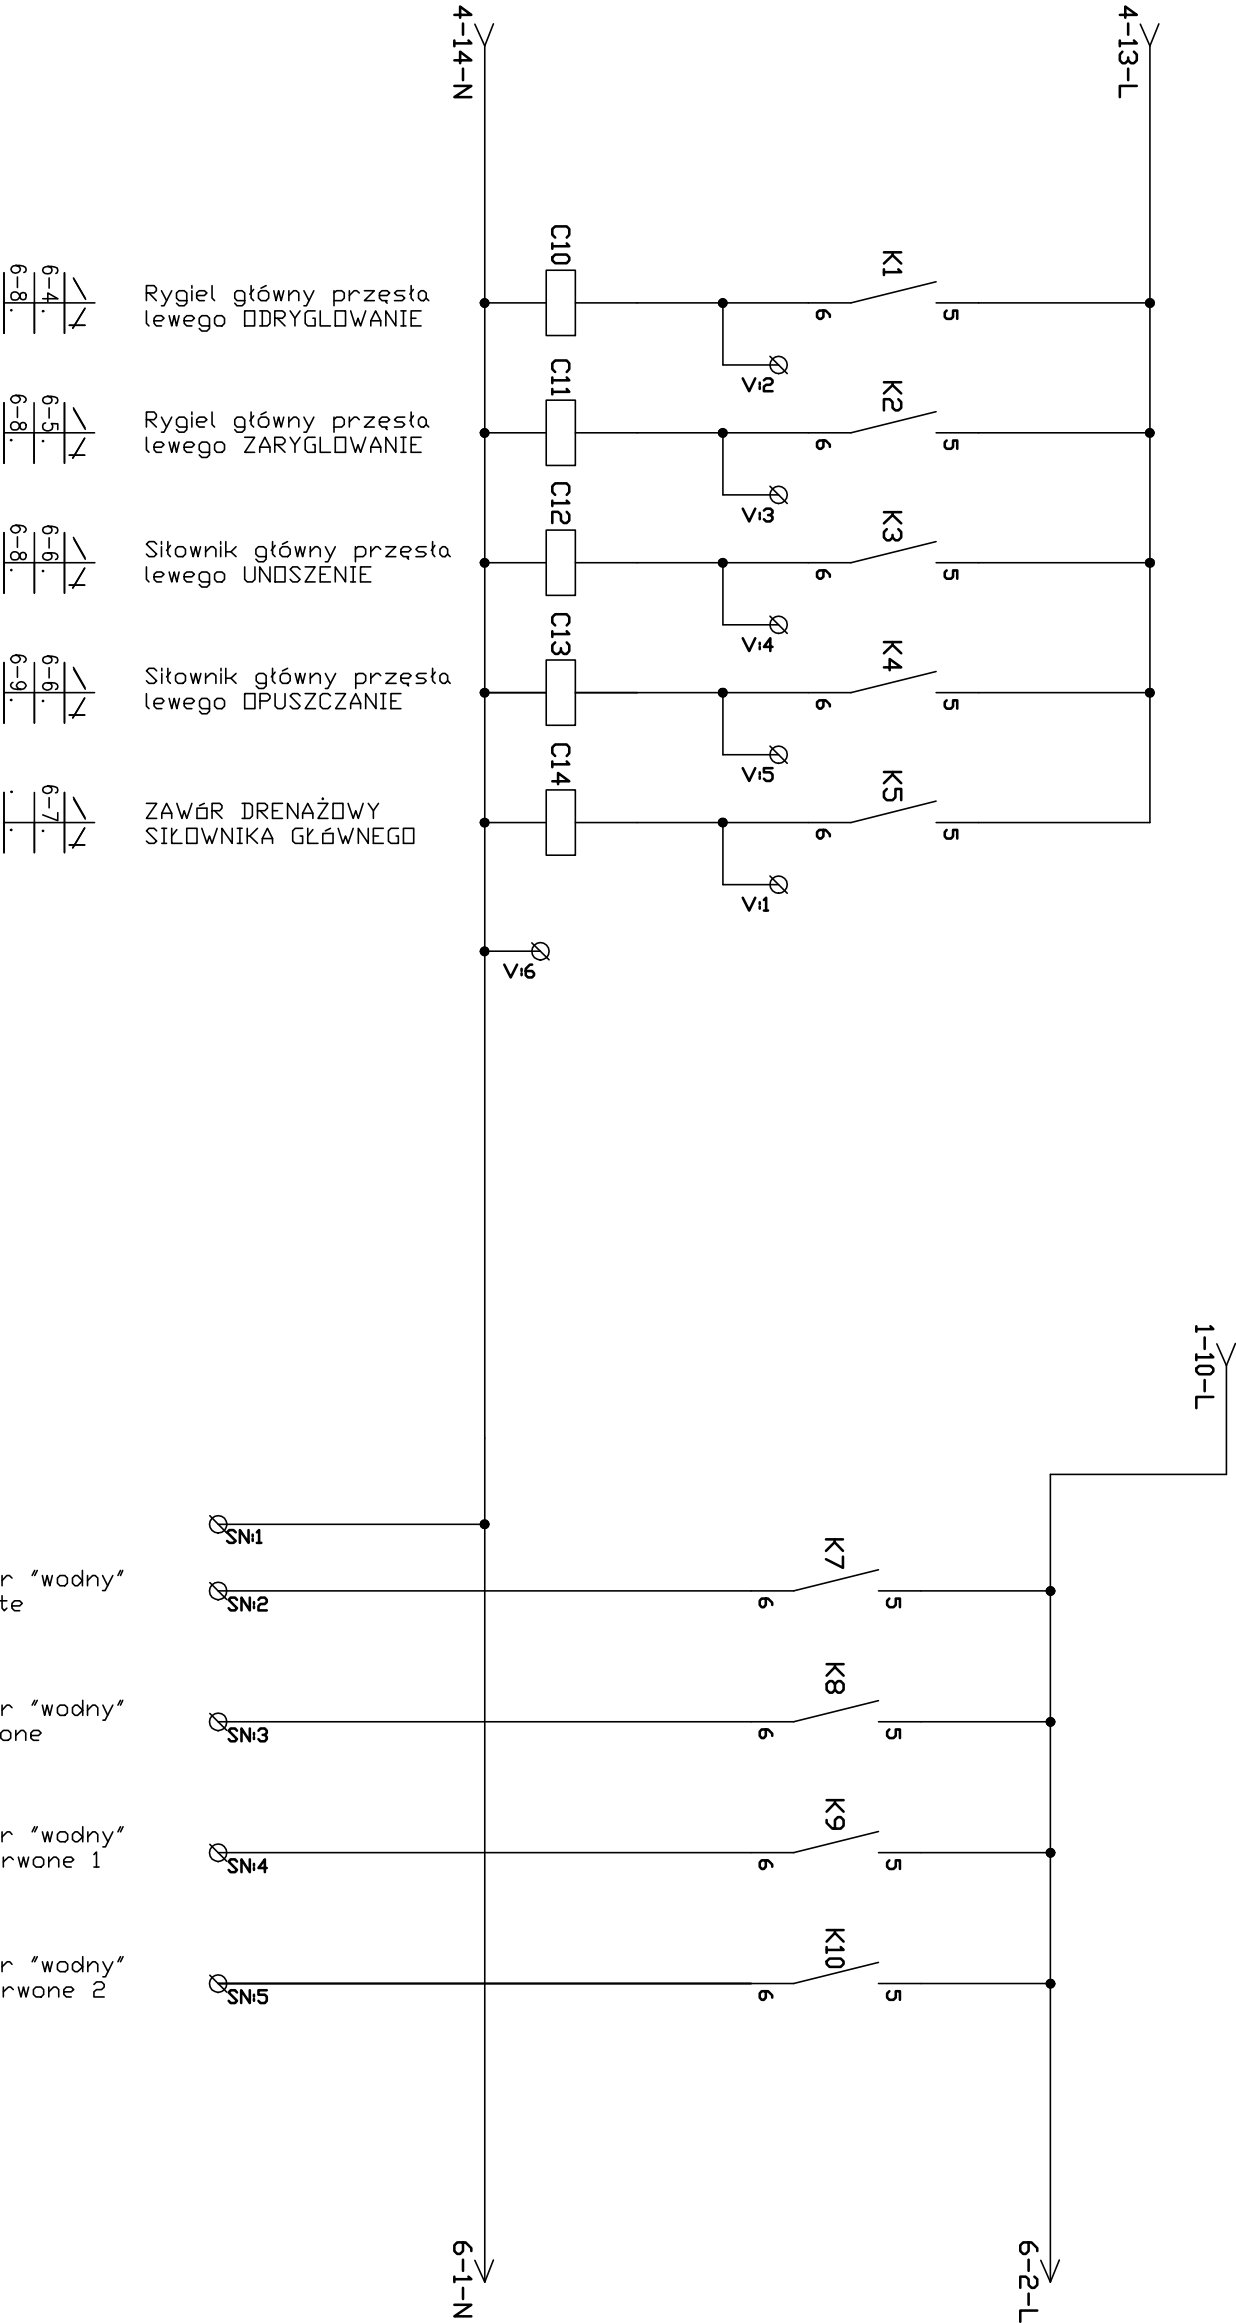 4-13-L
4-14-N
K1
5
6
V:2
C10
Rygiel główny przęsła
lewego ODRYGLOWANIE
6-4.
6-8.
K2
5
6
V:3
C11
Rygiel główny przęsła
lewego ZARYGLOWANIE
6-5.
6-8.
K3
5
6
V:4
C12
Siłownik główny przęsła
lewego UNOSZENIE
6-6.
6-8.
K4
5
6
V:5
C13
Siłownik główny przęsła
lewego OPUSZCZANIE
6-6.
6-9.
K5
5
6
V:1
C14
ZAWóR DRENAŻOWY
SIŁOWNIKA GŁóWNEGO
6-7.
V:6
1-10-L
SN:1
K7
5
6
SN:2
r "wodny"
te
K8
5
6
SN:3
r "wodny"
one
K9
5
6
SN:4
r "wodny"
rwone 1
K10
5
6
SN:5
r "wodny"
rwone 2
6-2-L
6-1-N